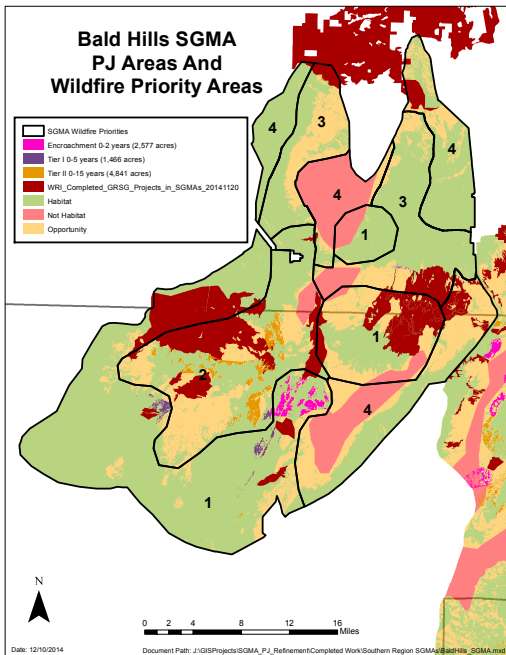 Bald Hills SGMA
PJ Areas And
Wildfire Priority Areas
SGMA Wildfire Priorities
Encroachment 0-2 years (2,577 acres)
Tier I 0-5 years (1,466 acres)
Tier II 0-15 years (4,841 acres)
WRI_Completed_GRSG_Projects_in_SGMAs_20141120
Habitat
Not Habitat
Opportunity
4
3
4
4
3
1
1
2
4
1
N
0 2 4 8 12 16
Miles
Date: 12/10/2014
Document Path: J:\GISProjects\SGMA_PJ_Refinement\Completed Work\Southern Region SGMAs\BaldHills_SGMA.mxd